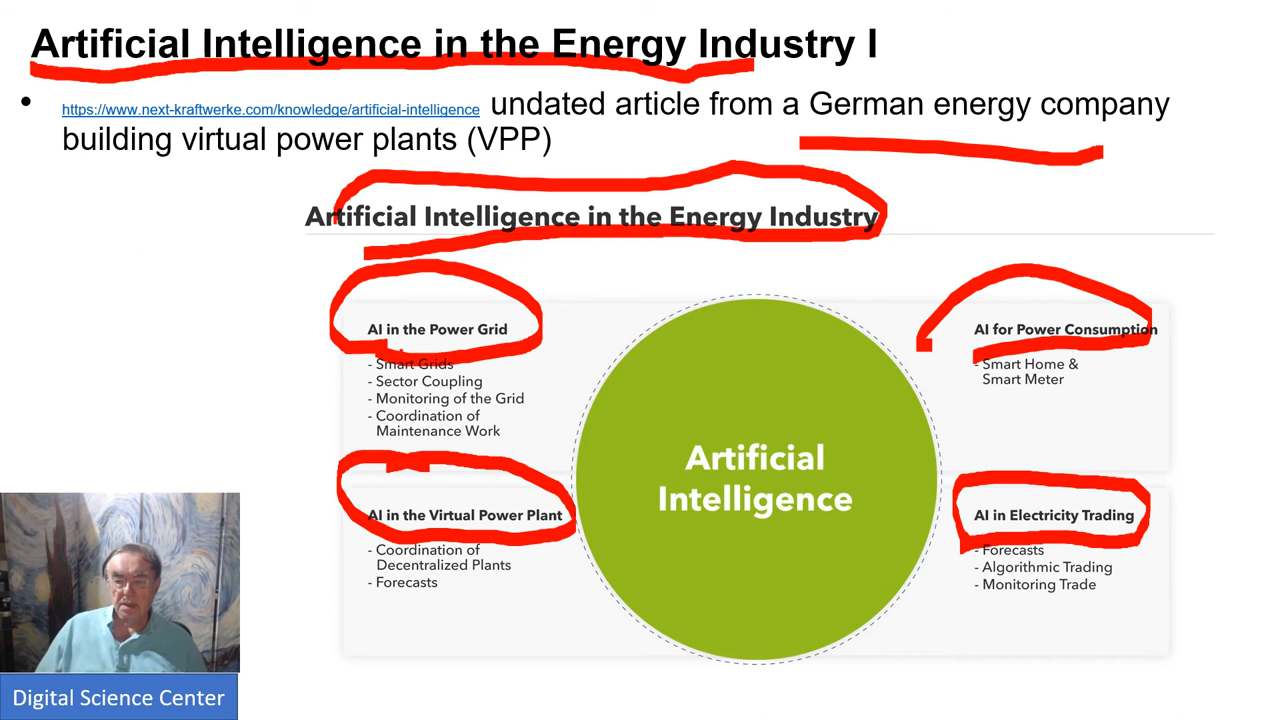 Artificial Intelligence in the Energy Industry I
• https://www.next-kraftwerke.com/knowledge/artificial-intelligence undated article from a German energy company
building virtual power plants (VPP)
Artificial Intelligence in the Energy Industry
AI in the Power Grid
- Smart Grids
- Sector Coupling
- Monitoring of the Grid
- Coordination of
Maintenance Work
AI for Power Consumption
- Smart Home &
Smart Meter
Artificial
Intelligence
AI in the Virtual Power Plant
- Coordination of
Decentralized Plants
- Forecasts
AI in Electricity Trading
- Forecasts
- Algorithmic Trading
- Monitoring Trade
Digital Science Center